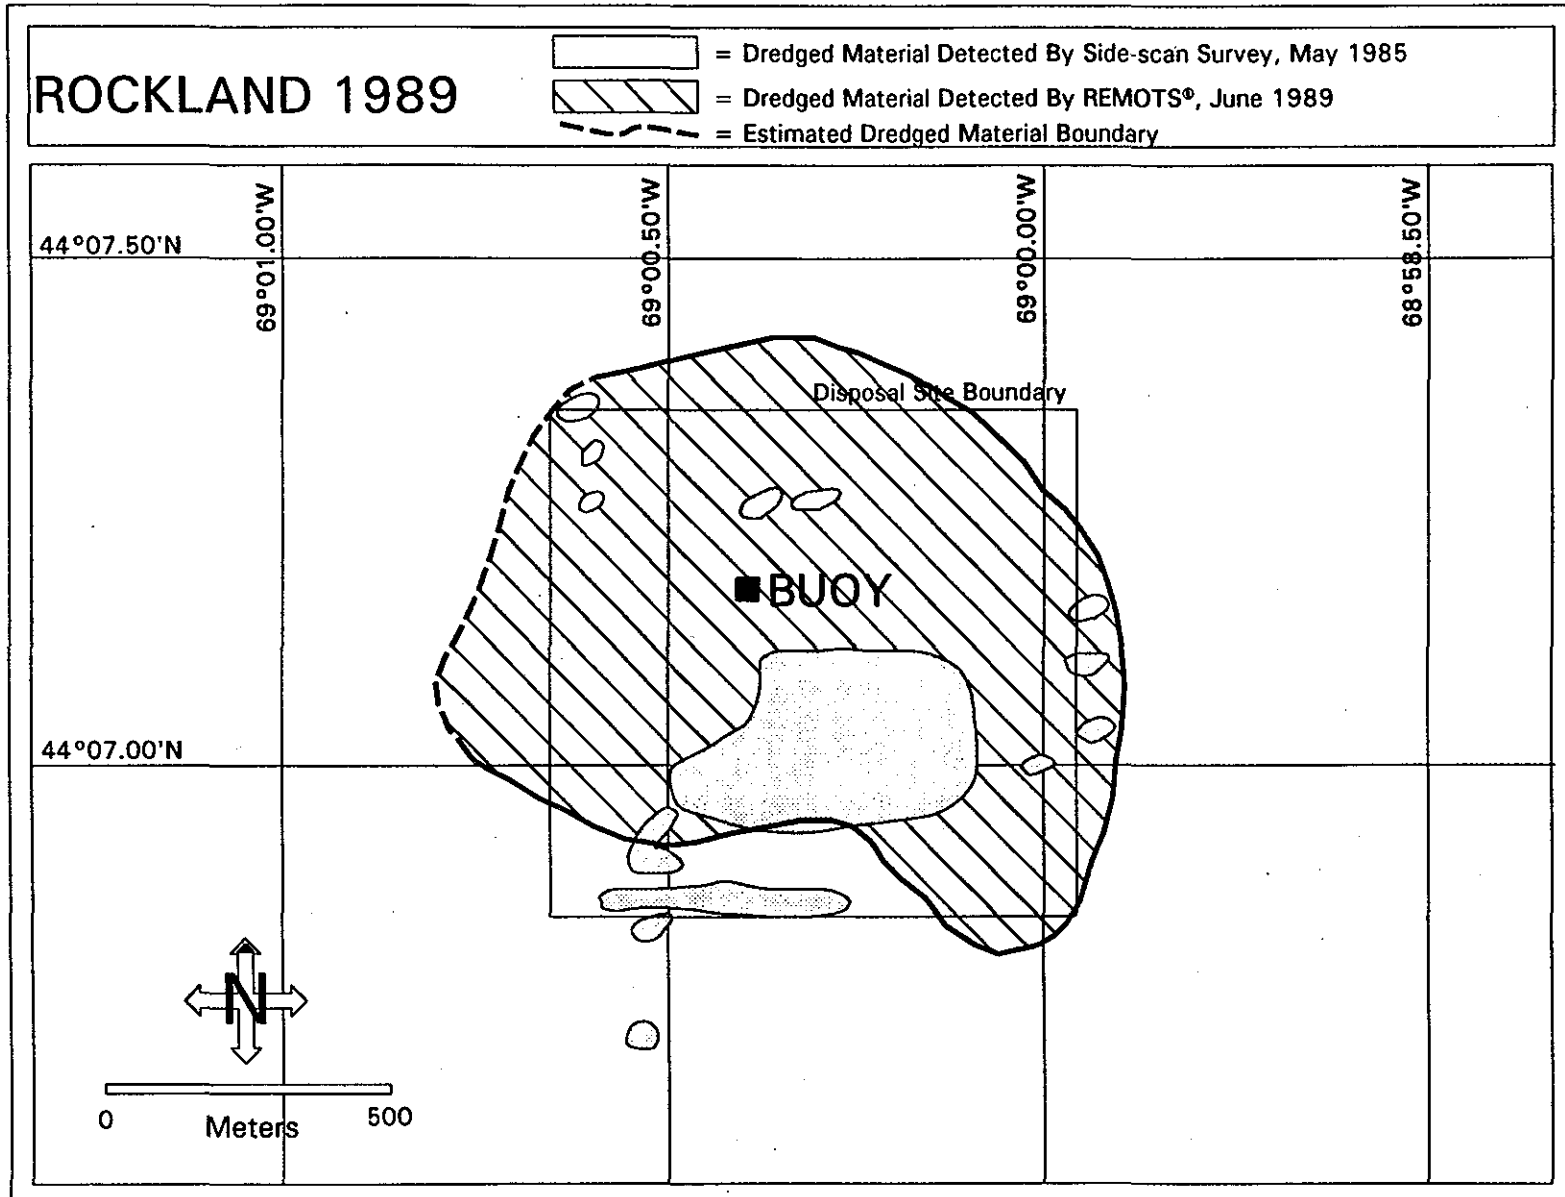 ROCKLAND 1989
= Dredged Material Detected By Side-scan Survey, May 1985
= Dredged Material Detected By REMOTS®, June 1989
= Estimated Dredged Material Boundary
69°01.00'W
69°00.50'W
69°00.00'W
68°58.50'W
44°07.50'N
Disposal Site Boundary
BUOY
44°07.00'N
N
0
500
Meters